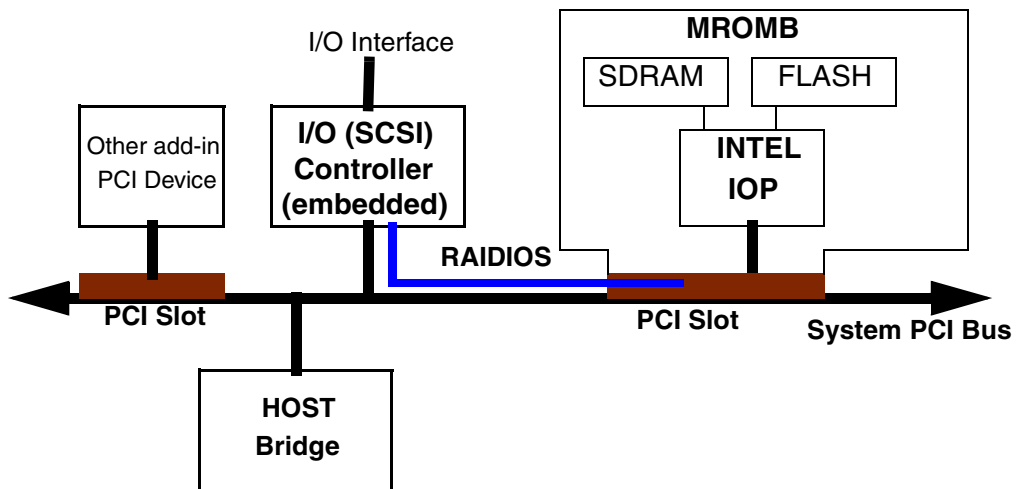 I/O Interface
MROMB
SDRAM
FLASH
Other add-in
PCI Device
I/O (SCSI)
Controller
(embedded)
INTEL
IOP
RAIDIOS
PCI Slot
PCI Slot
System PCI Bus
HOST
Bridge